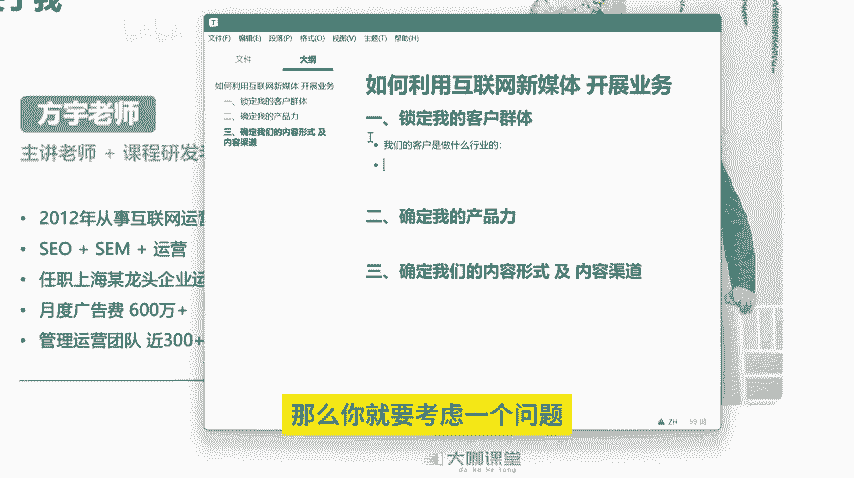 方宇老师
主讲老师 + 课程研发
• 2012年从事互联网运营
• SEO + SEM + 运营
• 任职上海某龙头企业运
• 月度广告费 600万+
• 管理运营团队 近300+
文件(F) 编辑(E) 段落(P) 格式(O) 视图(V) 主题(T) 帮助(H)
文件 大纲
如何利用互联网新媒体 开展业务
一、锁定我的客户群体
二、确定我的产品力
三、确定我们的内容形式 及
内容渠道
如何利用互联网新媒体 开展业务
一、锁定我的客户群体
• 我们的客户是做什么行业的:
二、确定我的产品力
三、确定我们的内容形式 及 内容渠道
ZH
那么你就要考虑一个问题
大咖课堂
da ka ke tang